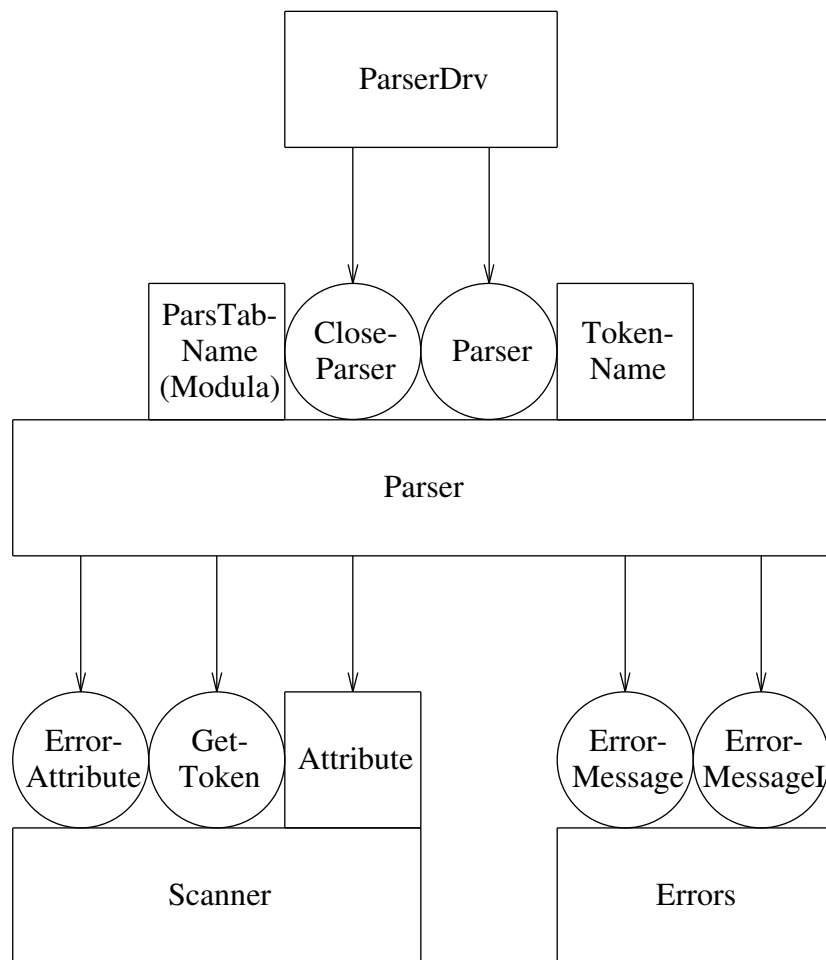 ParserDrv
ParsTab-
Name
(Modula)
Close-
Parser
Parser
Token-
Name
Parser
Error-
Attribute
Get-
Token
Attribute
Error-
Message
Error-
MessageI
Scanner
Errors